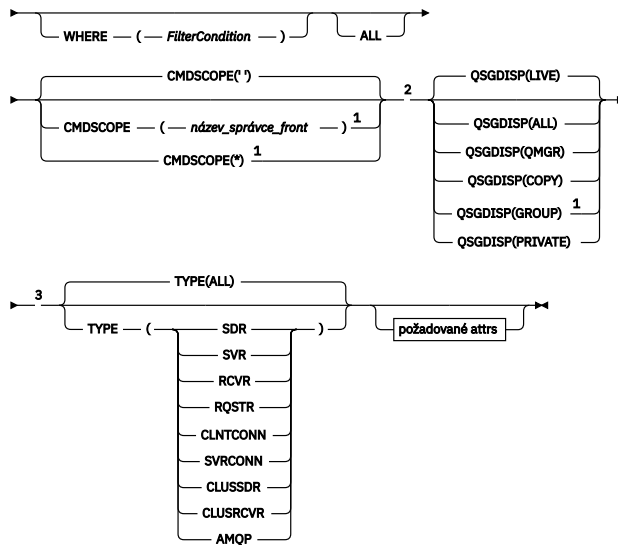 WHERE ( FilterCondition ) ALL
CMDSCOPE(' ')
CMDSCOPE ( název_správce_front ) 1
CMDSCOPE(*) 1
2
QSGDISP(LIVE)
QSGDISP(ALL)
QSGDISP(QMGR)
QSGDISP(COPY)
QSGDISP(GROUP) 1
QSGDISP(PRIVATE)
3
TYPE(ALL)
TYPE ( SDR )
SVR
RCVR
RQSTR
CLNTCONN
SVRCONN
CLUSSDR
CLUSRCVR
AMQP
požadované attrs